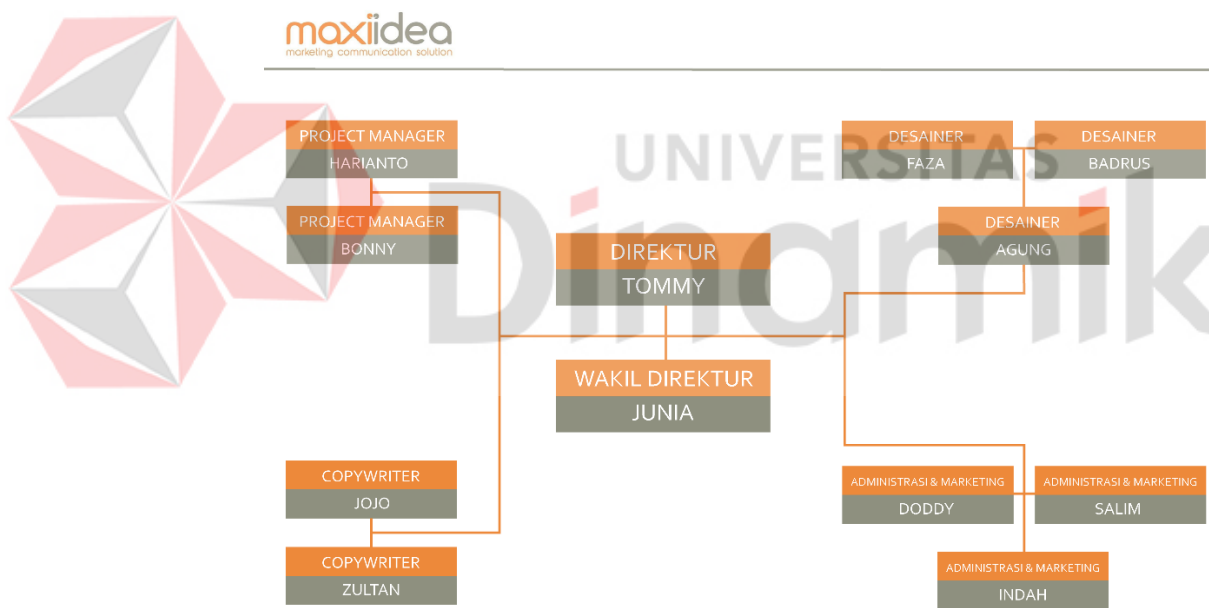 maxiidea
marketing communication solution
UNIVERSITAS
Dinamika
PROJECT MANAGER
HARIANTO
PROJECT MANAGER
BONNY
DESAINER
FAZA
DESAINER
BADRUS
DESAINER
AGUNG
DIREKTUR
TOMMY
WAKIL DIREKTUR
JUNIA
COPYWRITER
JOJO
COPYWRITER
ZULTAN
ADMINISTRASI & MARKETING
DODDY
ADMINISTRASI & MARKETING
SALIM
ADMINISTRASI & MARKETING
INDAH